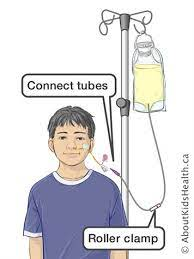 Connect tubes
Roller clamp
© AboutKidsHealth.ca